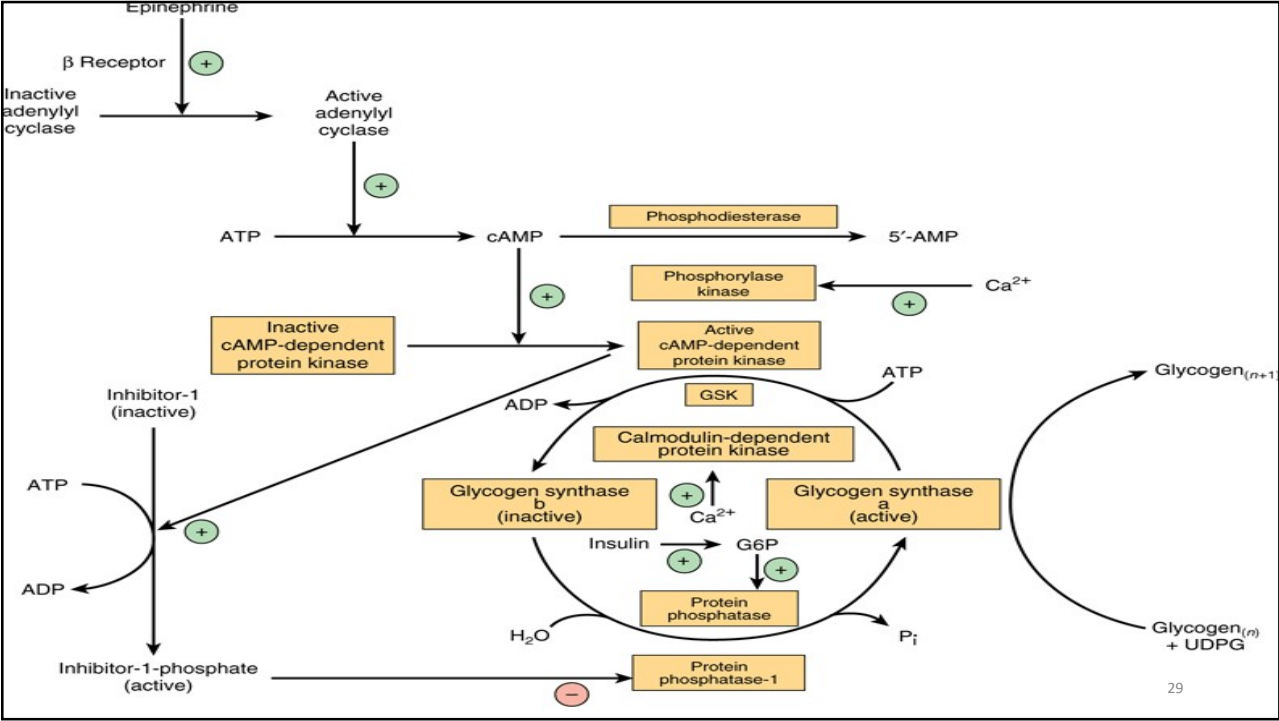 Epinephrine
β Receptor
+
Inactive
adenylyl
cyclase
Active
adenylyl
cyclase
+
ATP
cAMP
Phosphodiesterase
5′-AMP
+
Phosphorylase
kinase
Ca²⁺
+
Inactive
cAMP-dependent
protein kinase
Active
cAMP-dependent
protein kinase
Inhibitor-1
(inactive)
ADP
GSK
ATP
Glycogen₍ₙ₊₁₎
Calmodulin-dependent
protein kinase
ATP
Glycogen synthase
b
(inactive)
+
Ca²⁺
Glycogen synthase
a
(active)
+
Insulin
+
G6P
+
ADP
Protein
phosphatase
H₂O
Pᵢ
Glycogen₍ₙ₎
+ UDPG
Inhibitor-1-phosphate
(active)
−
Protein
phosphatase-1
29